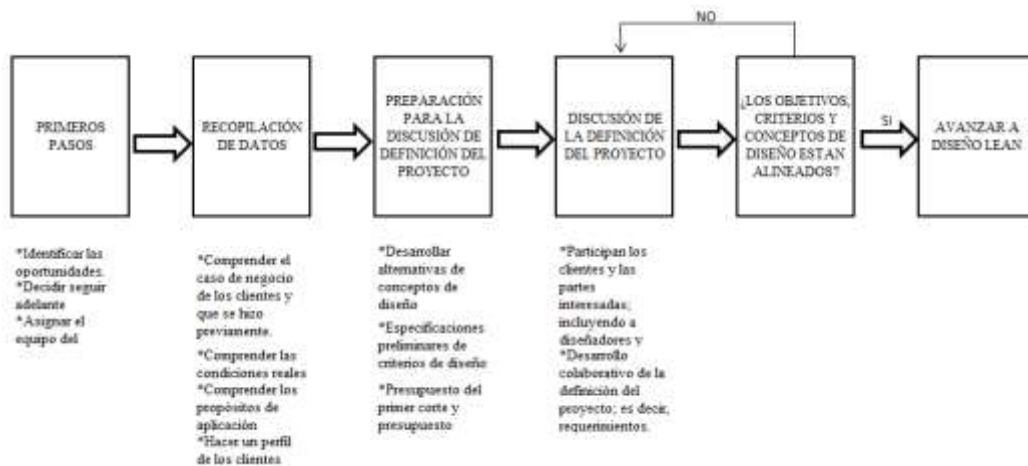 NO
PRIMEROS
PASOS
RECOPILACIÓN
DE DATOS
PREPARACIÓN
PARA LA
DISCUSIÓN DE
DEFINICIÓN DEL
PROYECTO
DISCUSIÓN DE
LA DEFINICIÓN
DEL PROYECTO
¿LOS OBJETIVOS,
CRITERIOS Y
CONCEPTOS DE
DISEÑO ESTAN
ALINEADOS?
SI
AVANZAR A
DISEÑO LEAN
*Identificar las
oportunidades.
*Decidir seguir
adelante
*Asignar el
equipo del
*Comprender el
caso de negocio
de los clientes y
que se hizo
previamente.
*Comprender las
condiciones reales
*Comprender los
propósitos de
aplicación
*Hacer un perfil
de los clientes
*Desarrollar
alternativas de
conceptos de
diseño
*Especificaciones
preliminares de
criterios de diseño
*Presupuesto del
primer corte y
presupuesto
*Participan los
clientes y las
partes
interesadas;
incluyendo a
diseñadores y
*Desarrollo
colaborativo de la
definición del
proyecto; es decir,
requerimientos.